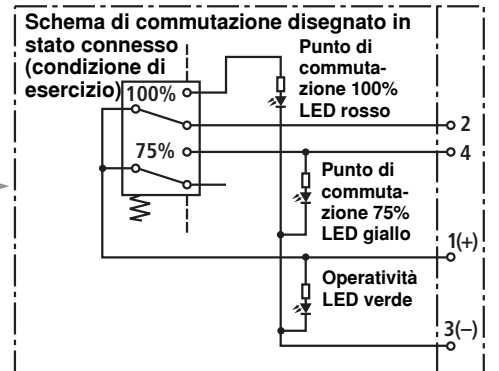 Schema di commutazione disegnato in
stato connesso
(condizione di
esercizio)
Punto di
commuta-
zione 100%
LED rosso
100%
2
75%
4
Punto di
commuta-
zione 75%
LED giallo
1(+)
Operatività
LED verde
3(–)